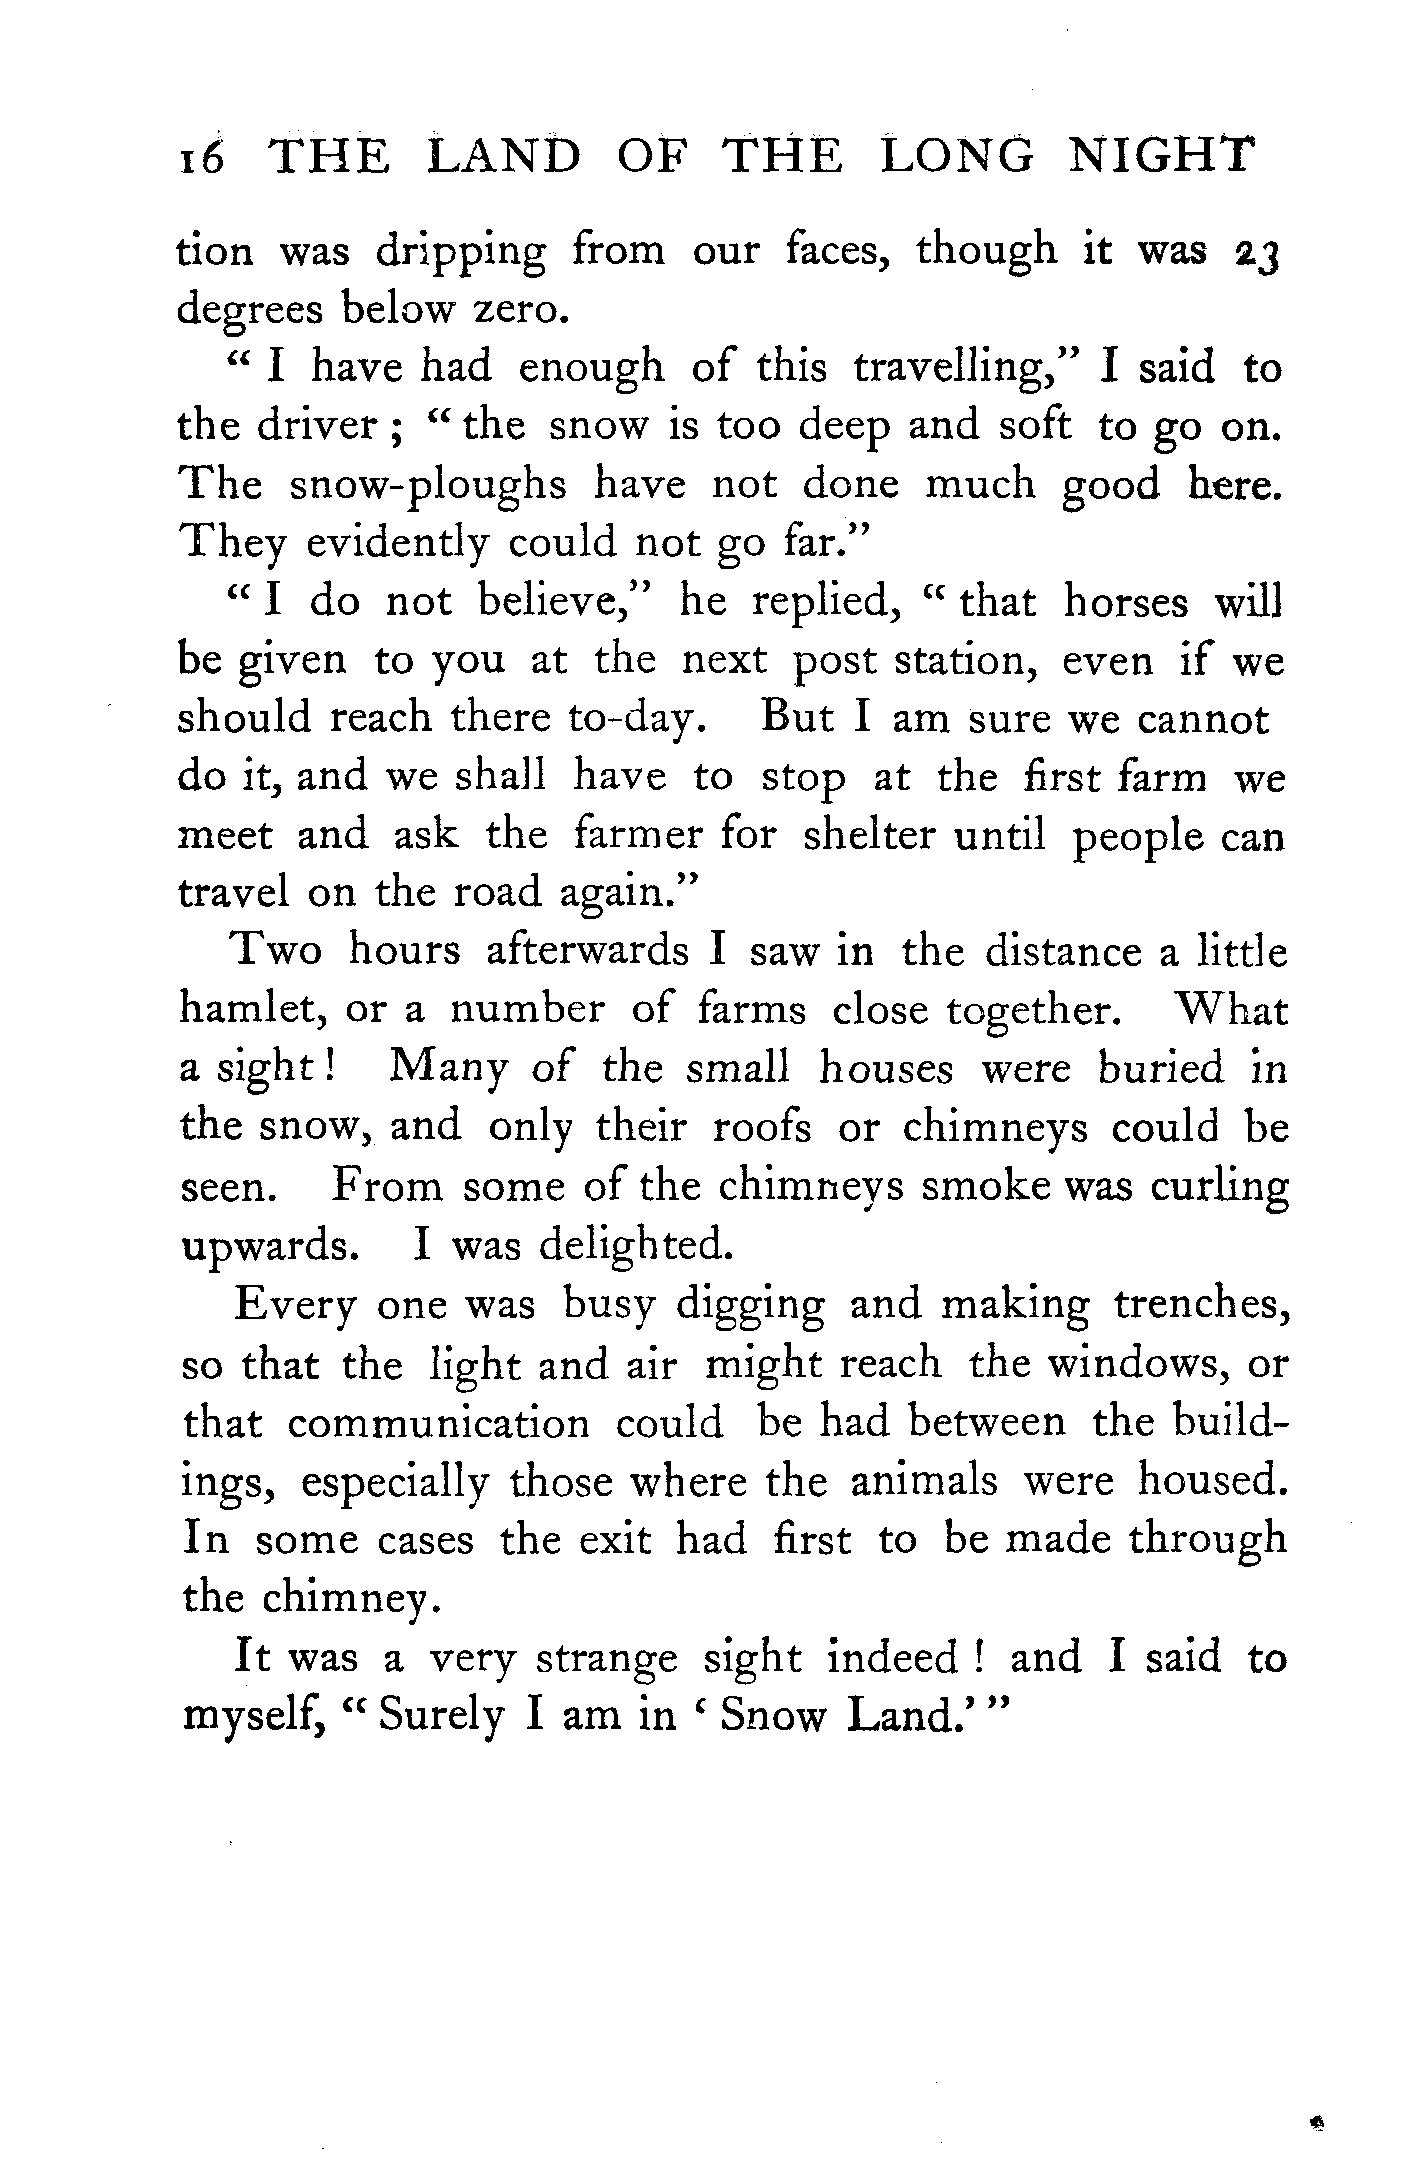 16 THE LAND OF THE LONG NIGHT
tion was dripping from our faces, though it was 23
degrees below zero.
“ I have had enough of this travelling,” I said to
the driver ; “ the snow is too deep and soft to go on.
The snow-ploughs have not done much good here.
They evidently could not go far.”
“ I do not believe,” he replied, “ that horses will
be given to you at the next post station, even if we
should reach there to-day. But I am sure we cannot
do it, and we shall have to stop at the first farm we
meet and ask the farmer for shelter until people can
travel on the road again.”
Two hours afterwards I saw in the distance a little
hamlet, or a number of farms close together. What
a sight ! Many of the small houses were buried in
the snow, and only their roofs or chimneys could be
seen. From some of the chimneys smoke was curling
upwards. I was delighted.
Every one was busy digging and making trenches,
so that the light and air might reach the windows, or
that communication could be had between the build-
ings, especially those where the animals were housed.
In some cases the exit had first to be made through
the chimney.
It was a very strange sight indeed ! and I said to
myself, “ Surely I am in ‘ Snow Land.’ ”